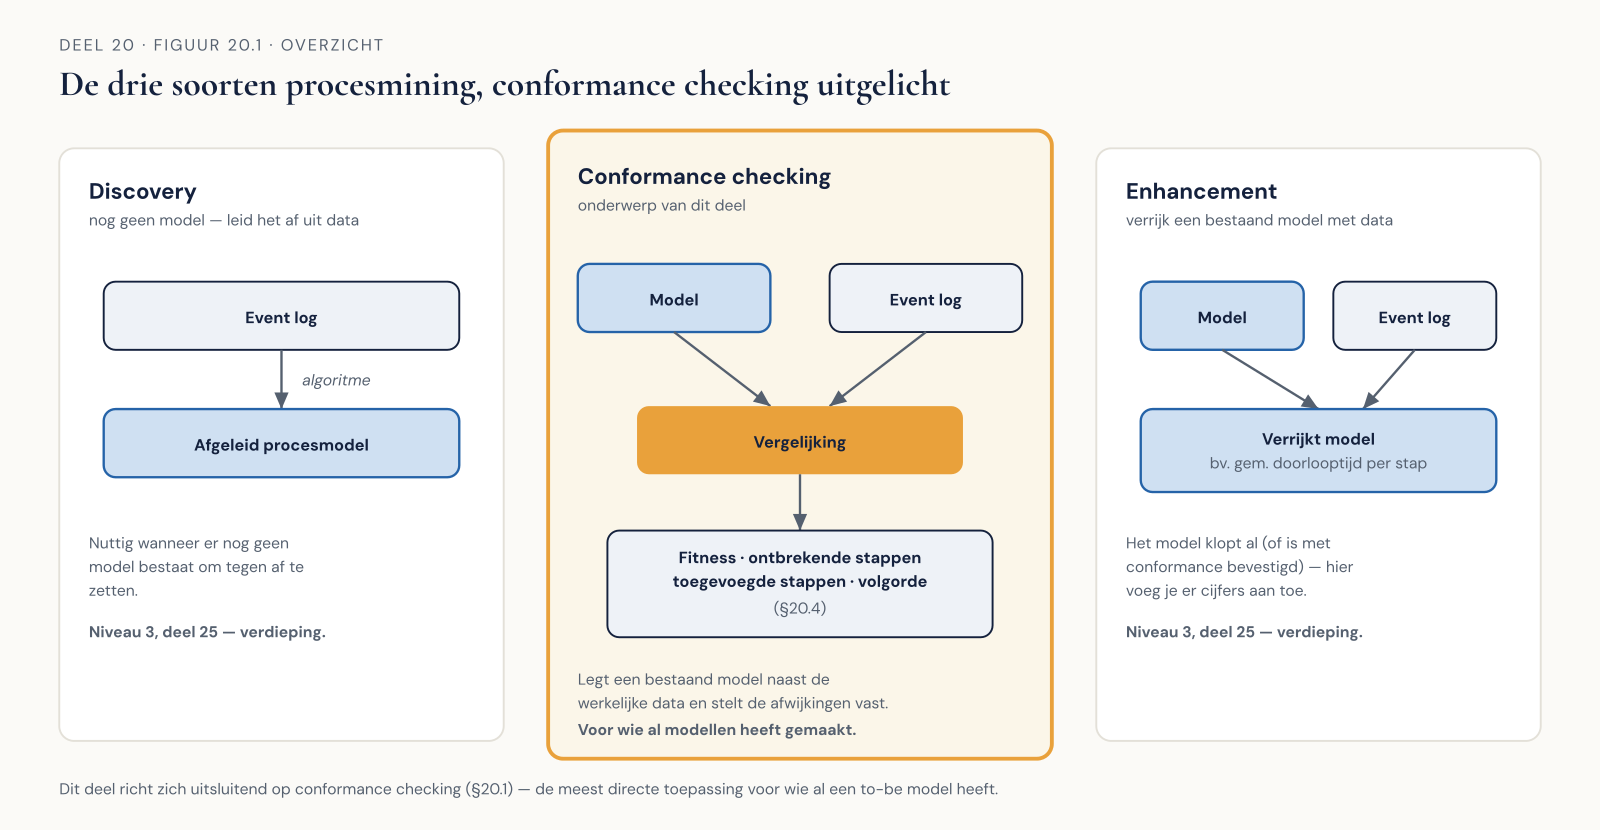 DEEL 20 · FIGUUR 20.1 · OVERZICHT
De drie soorten procesmining, conformance checking uitgelicht
Discovery
nog geen model — leid het af uit data
Event log
algoritme
Afgeleid procesmodel
Nuttig wanneer er nog geen
model bestaat om tegen af te
zetten.
Niveau 3, deel 25 — verdieping.
Conformance checking
onderwerp van dit deel
Model
Event log
Vergelijking
Fitness · ontbrekende stappen
toegevoegde stappen · volgorde
(§20.4)
Legt een bestaand model naast de
werkelijke data en stelt de afwijkingen vast.
Voor wie al modellen heeft gemaakt.
Enhancement
verrijk een bestaand model met data
Model
Event log
Verrijkt model
bv. gem. doorlooptijd per stap
Het model klopt al (of is met
conformance bevestigd) — hier
voeg je er cijfers aan toe.
Niveau 3, deel 25 — verdieping.
Dit deel richt zich uitsluitend op conformance checking (§20.1) — de meest directe toepassing voor wie al een to-be model heeft.